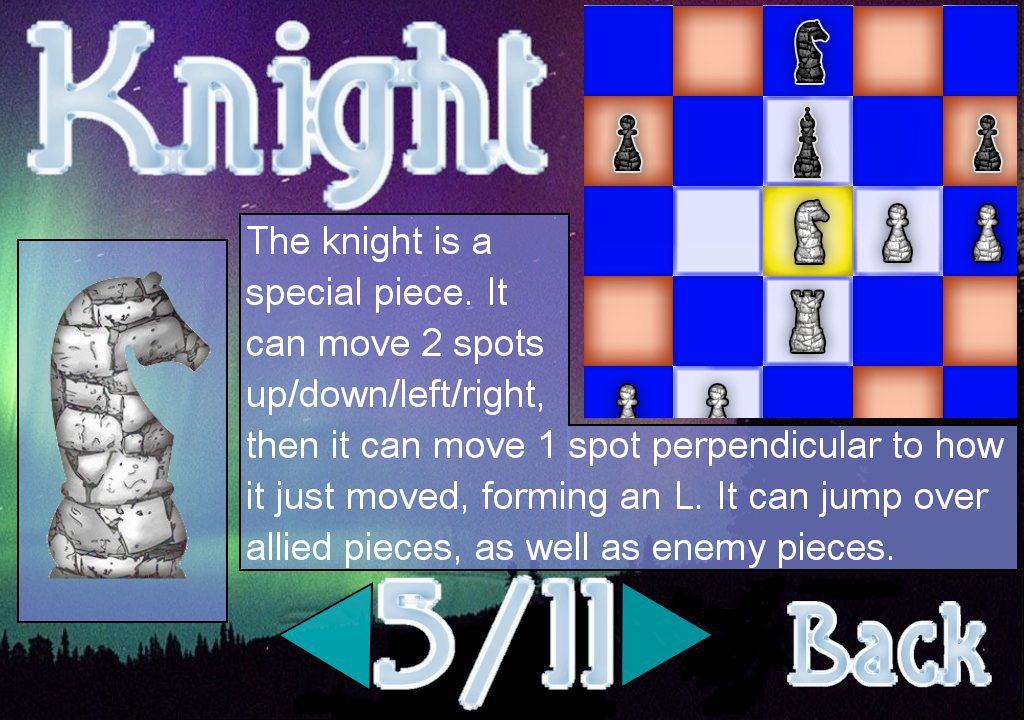 Knight
The knight is a
special piece. It
can move 2 spots
up/down/left/right,
then it can move 1 spot perpendicular to how
it just moved, forming an L. It can jump over
allied pieces, as well as enemy pieces.
5/11
Back